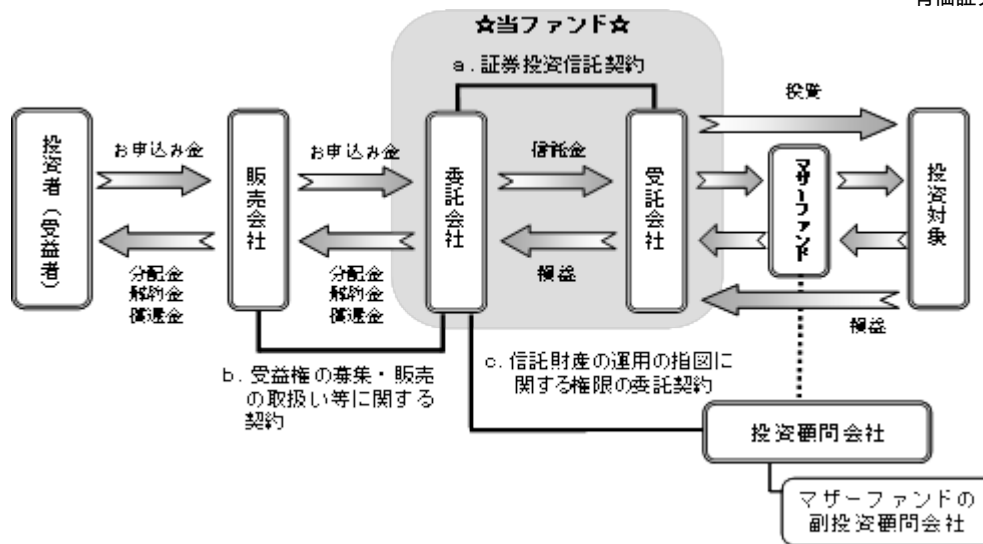 ☆当ファンド☆
a. 証券投資信託契約
投資
投資者（受益者）
お申込み金
販売会社
お申込み金
委託会社
信託金
受託会社
マザーファンド
投資対象
分配金
解約金
償還金
分配金
解約金
償還金
損益
損益
b. 受益権の募集・販売
の取扱い等に関する
契約
c. 信託財産の運用の指図に
関する権限の委託契約
投資顧問会社
マザーファンドの
副投資顧問会社